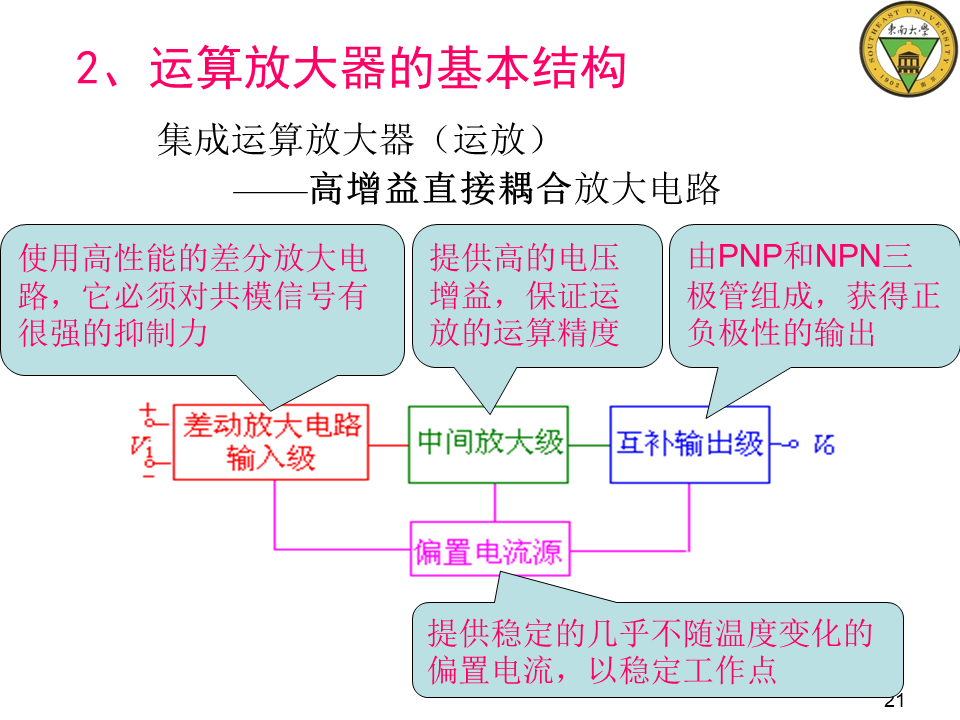 2、运算放大器的基本结构
SOUTHEAST UNIVERSITY
東南大學
1902
南京
集成运算放大器（运放）
——高增益直接耦合放大电路
使用高性能的差分放大电
路，它必须对共模信号有
很强的抑制力
提供高的电压
增益，保证运
放的运算精度
由PNP和NPN三
极管组成，获得正
负极性的输出
+
V₁
−
差动放大电路
输入级
中间放大级
互补输出级
V₀
偏置电流源
提供稳定的几乎不随温度变化的
偏置电流，以稳定工作点
21